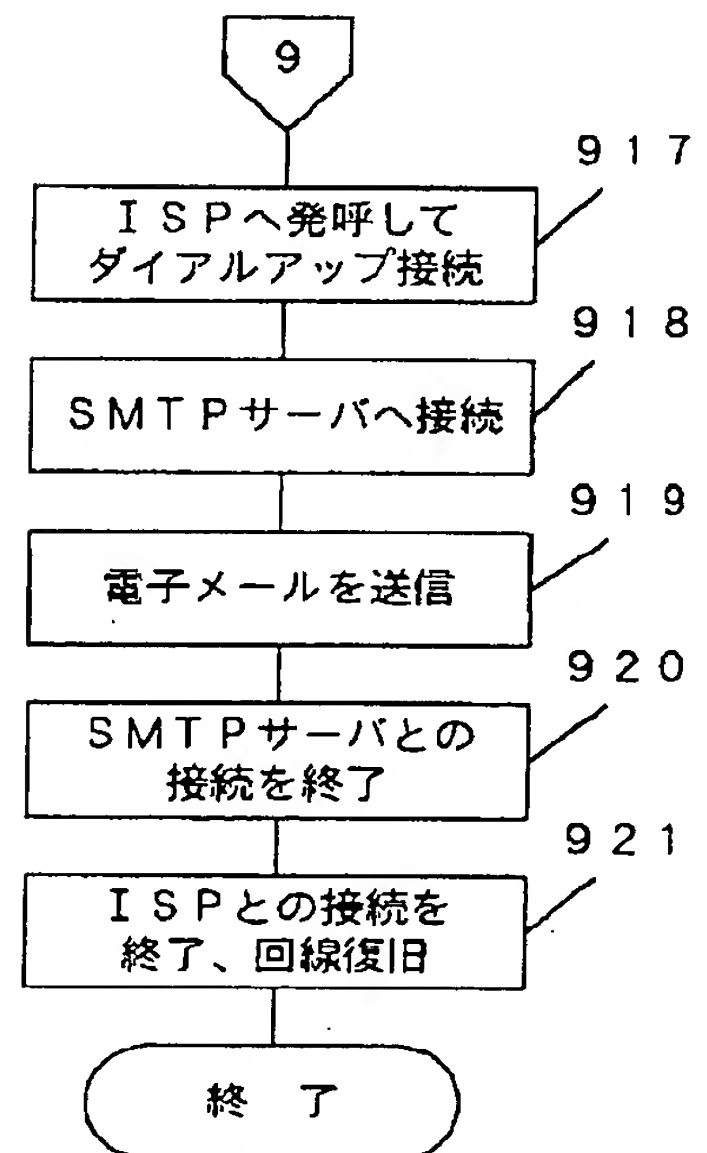 9
917
ISPへ発呼して
ダイアルアップ接続
918
SMTPサーバへ接続
919
電子メールを送信
920
SMTPサーバとの
接続を終了
921
ISPとの接続を
終了、回線復旧
終 了